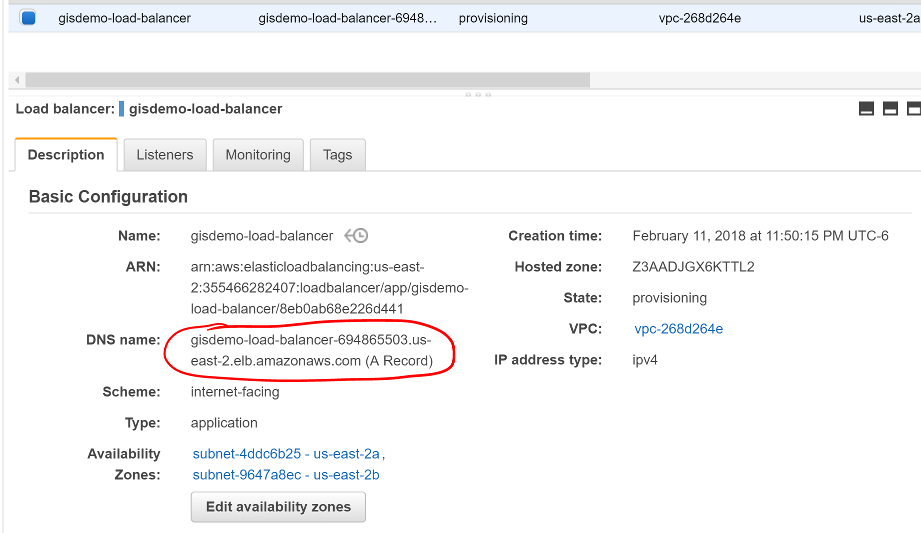 gisdemo-load-balancer gisdemo-load-balancer-6948... provisioning vpc-268d264e us-east-2a
Load balancer: gisdemo-load-balancer
Description Listeners Monitoring Tags
Basic Configuration
Name: gisdemo-load-balancer
ARN: arn:aws:elasticloadbalancing:us-east-
2:355466282407:loadbalancer/app/gisdemo-
load-balancer/8eb0ab68e226d441
DNS name: gisdemo-load-balancer-694865503.us-
east-2.elb.amazonaws.com (A Record)
Scheme: internet-facing
Type: application
Availability subnet-4ddc6b25 - us-east-2a,
Zones: subnet-9647a8ec - us-east-2b
Edit availability zones
Creation time: February 11, 2018 at 11:50:15 PM UTC-6
Hosted zone: Z3AADJGX6KTTL2
State: provisioning
VPC: vpc-268d264e
IP address type: ipv4